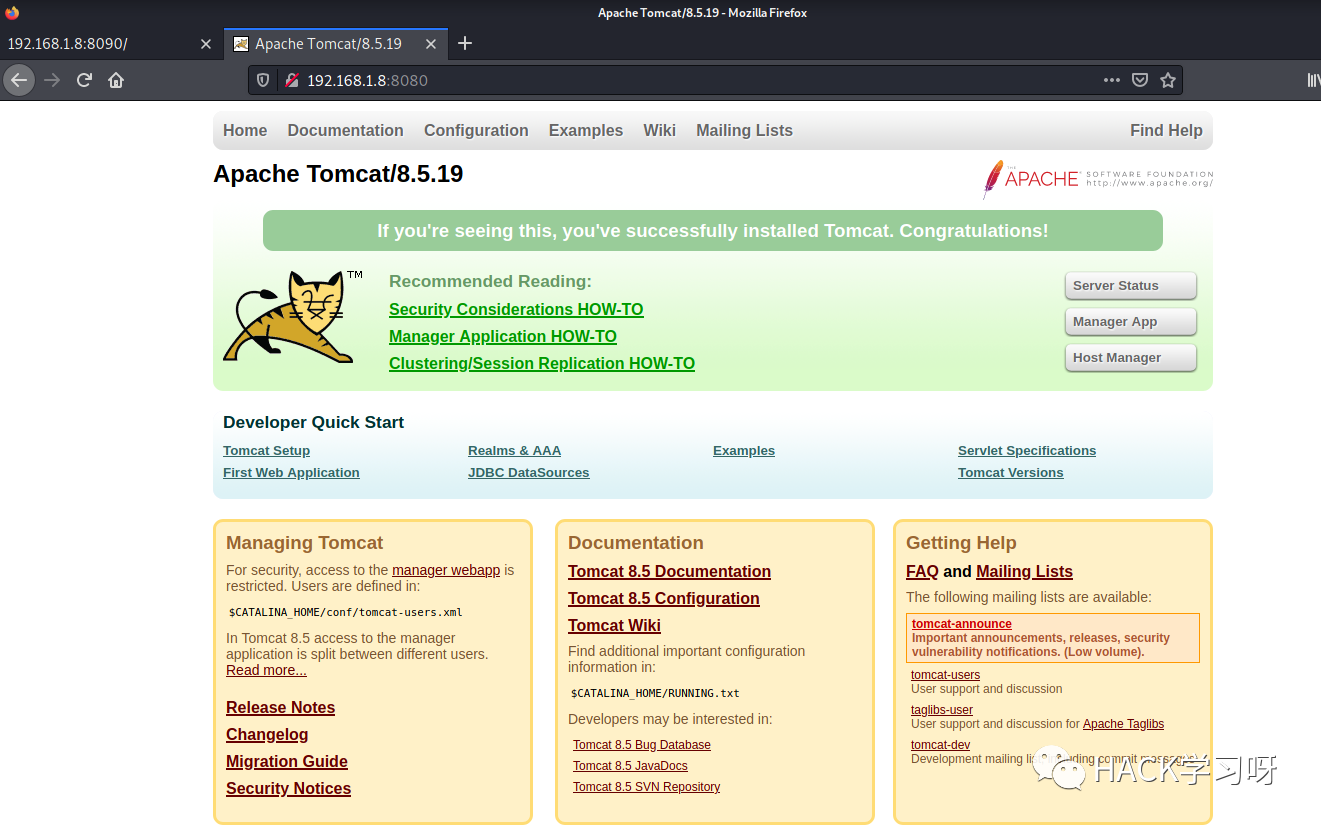 Apache Tomcat/8.5.19 - Mozilla Firefox
192.168.1.8:8090/
Apache Tomcat/8.5.19
192.168.1.8:8080
Home Documentation Configuration Examples Wiki Mailing Lists Find Help
Apache Tomcat/8.5.19
THE APACHE SOFTWARE FOUNDATION
http://www.apache.org/
If you're seeing this, you've successfully installed Tomcat. Congratulations!
TM
Recommended Reading:
Security Considerations HOW-TO
Manager Application HOW-TO
Clustering/Session Replication HOW-TO
Server Status
Manager App
Host Manager
Developer Quick Start
Tomcat Setup
First Web Application
Realms & AAA
JDBC DataSources
Examples
Servlet Specifications
Tomcat Versions
Managing Tomcat
For security, access to the manager webapp is
restricted. Users are defined in:
$CATALINA_HOME/conf/tomcat-users.xml
In Tomcat 8.5 access to the manager
application is split between different users.
Read more...
Release Notes
Changelog
Migration Guide
Security Notices
Documentation
Tomcat 8.5 Documentation
Tomcat 8.5 Configuration
Tomcat Wiki
Find additional important configuration
information in:
$CATALINA_HOME/RUNNING.txt
Developers may be interested in:
Tomcat 8.5 Bug Database
Tomcat 8.5 JavaDocs
Tomcat 8.5 SVN Repository
Getting Help
FAQ and Mailing Lists
The following mailing lists are available:
tomcat-announce
Important announcements, releases, security
vulnerability notifications. (Low volume).
tomcat-users
User support and discussion
taglibs-user
User support and discussion for Apache Taglibs
tomcat-dev
Development mailing commit
HACK学习呀